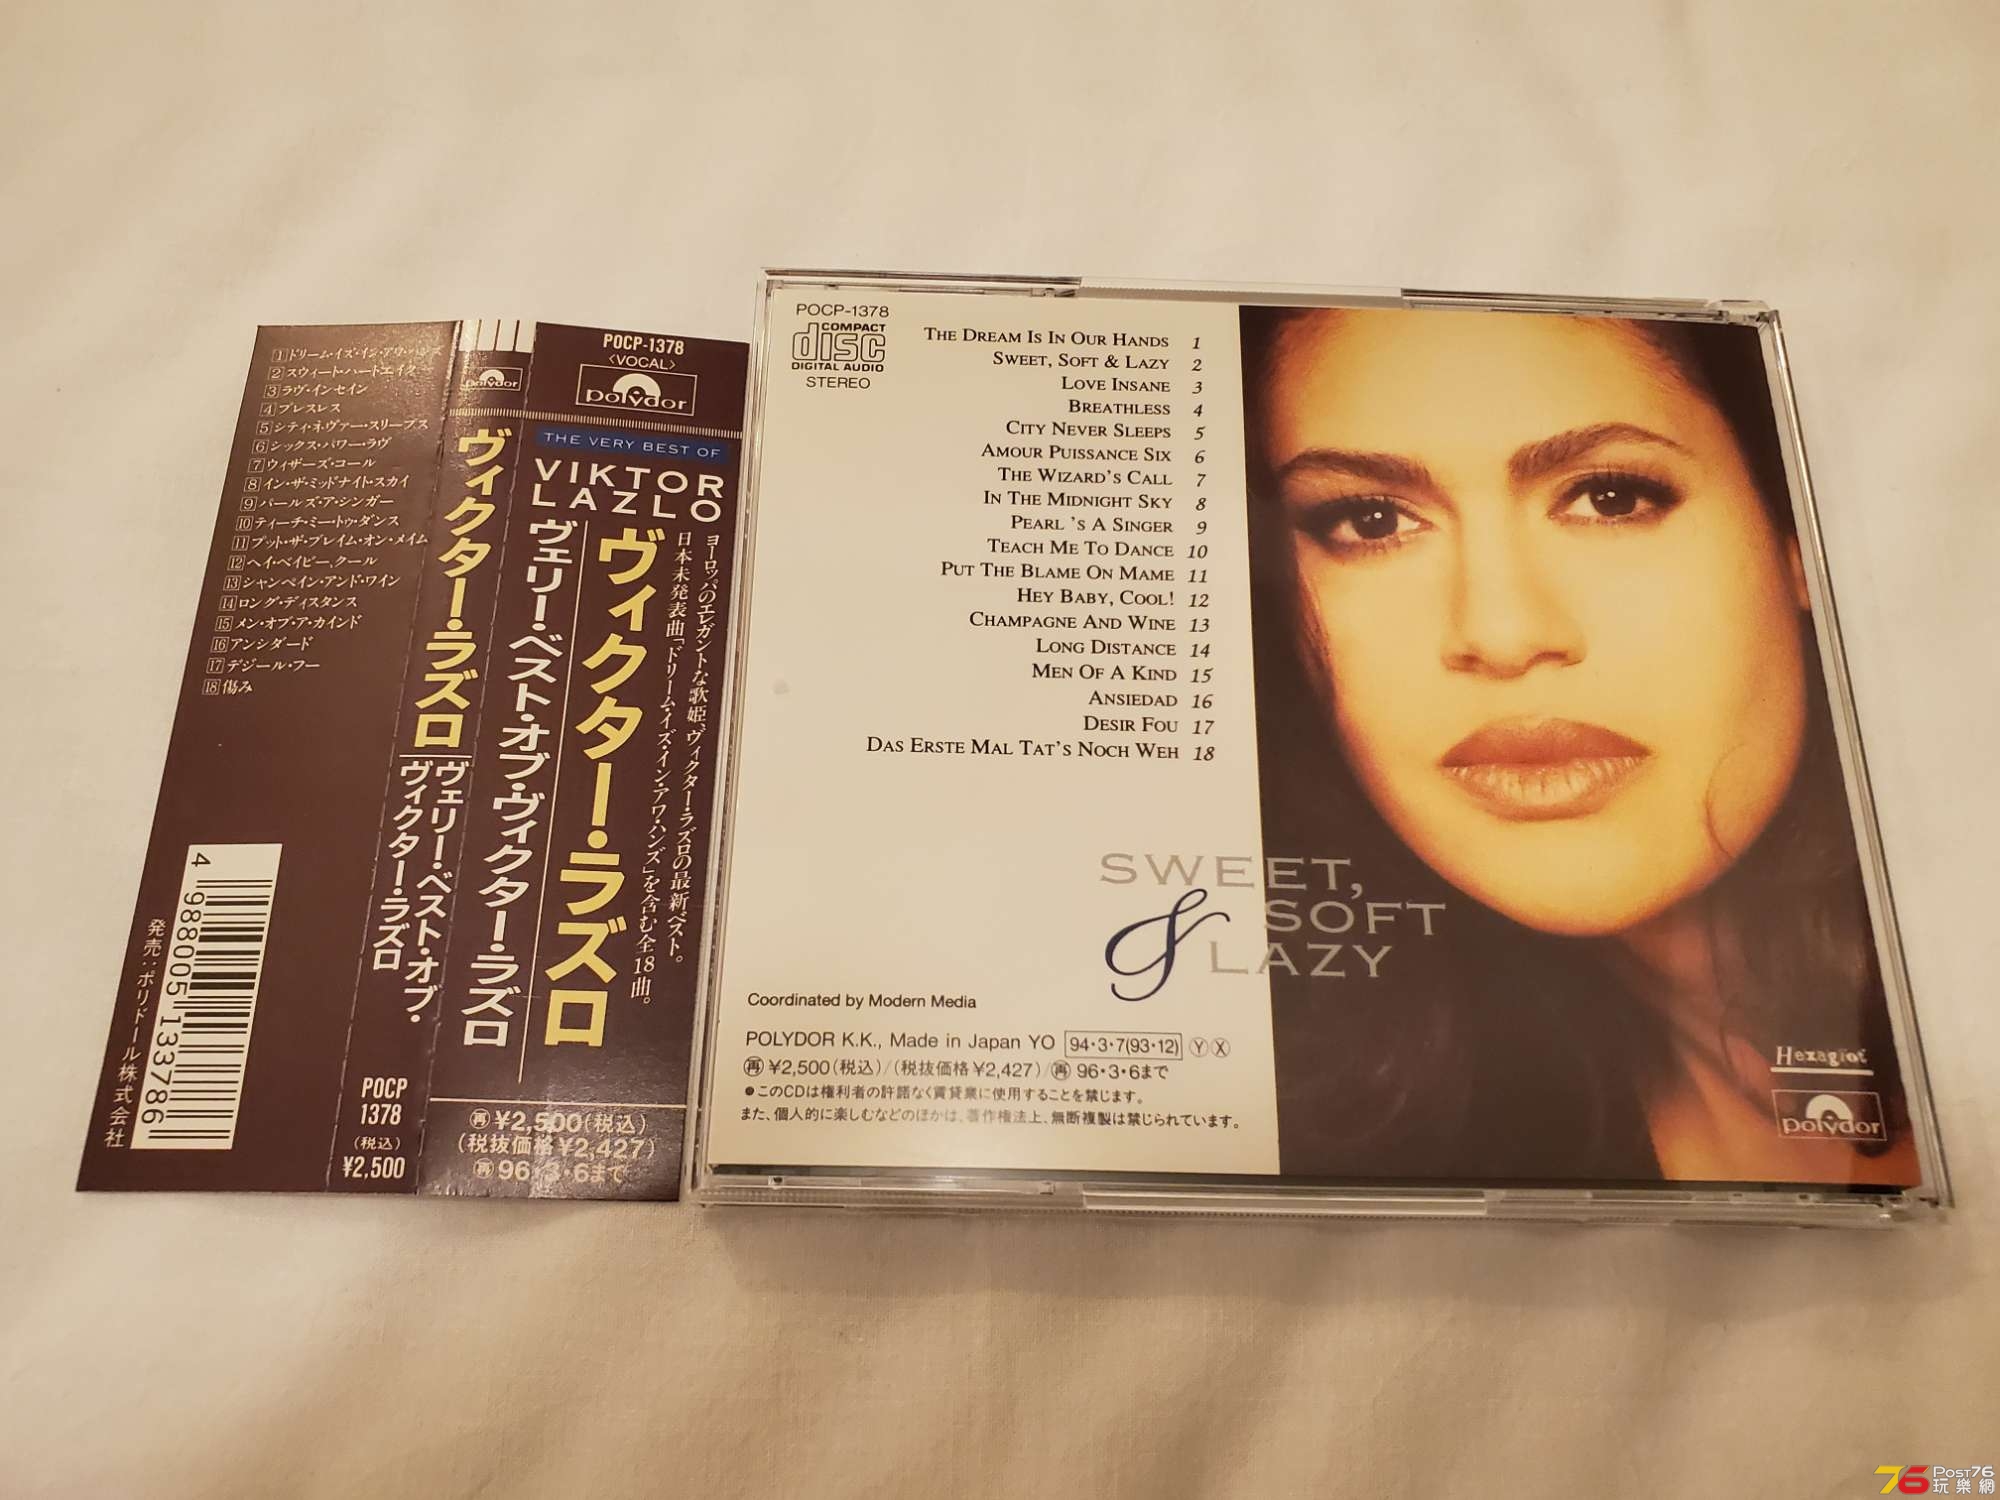 1 ドリーム・イズ・イン・アワ・ハンズ
2 スウィート・ハートエイク
3 ラヴ・インセイン
4 ブレスレス
5 シティ・ネヴァー・スリープス
6 シックス・パワー・ラヴ
7 ウィザーズ・コール
8 イン・ザ・ミッドナイト・スカイ
9 パールズ・ア・シンガー
10 ティーチ・ミー・トゥ・ダンス
11 プット・ザ・ブレイム・オン・メイム
12 ヘイ・ベイビー、クール
13 シャンペイン・アンド・ワイン
14 ロング・ディスタンス
15 メン・オブ・ア・カインド
16 アンシダード
17 デジール・フー
18 傷み
4 988005 133786
発売:ポリドール株式会社
polydor
ヴィクター・ラズロ
ヴェリー・ベスト・オブ・
ヴィクター・ラズロ
POCP
1378
(税込)
¥2,500
POCP-1378
〈VOCAL〉
polydor
THE VERY BEST OF
VIKTOR
LAZLO
ヨーロッパのエレガントな歌姫、ヴィクター・ラズロの最新ベスト。
日本未発表曲「ドリーム・イズ・イン・アワ・ハンズ」を含む全18曲。
ヴィクター・ラズロ
ヴェリー・ベスト・オブ・ヴィクター・ラズロ
再 ¥2,500(税込)
(税抜価格¥2,427)
再 96・3・6まで
POCP-1378
COMPACT
disc
DIGITAL AUDIO
STEREO
THE DREAM IS IN OUR HANDS 1
SWEET, SOFT & LAZY 2
LOVE INSANE 3
BREATHLESS 4
CITY NEVER SLEEPS 5
AMOUR PUISSANCE SIX 6
THE WIZARD'S CALL 7
IN THE MIDNIGHT SKY 8
PEARL 'S A SINGER 9
TEACH ME TO DANCE 10
PUT THE BLAME ON MAME 11
HEY BABY, COOL! 12
CHAMPAGNE AND WINE 13
LONG DISTANCE 14
MEN OF A KIND 15
ANSIEDAD 16
DESIR FOU 17
DAS ERSTE MAL TAT'S NOCH WEH 18
SWEET,
SOFT
& LAZY
Coordinated by Modern Media
POLYDOR K.K., Made in Japan YO 94・3・7(93・12) Y X
再 ¥2,500(税込)/(税抜価格¥2,427)/再 96・3・6まで
●このCDは権利者の許諾なく賃貸業に使用することを禁じます。
また、個人的に楽しむなどのほかは、著作権法上、無断複製は禁じられています。
Hexagiot
polydor
76 POST76
玩樂網